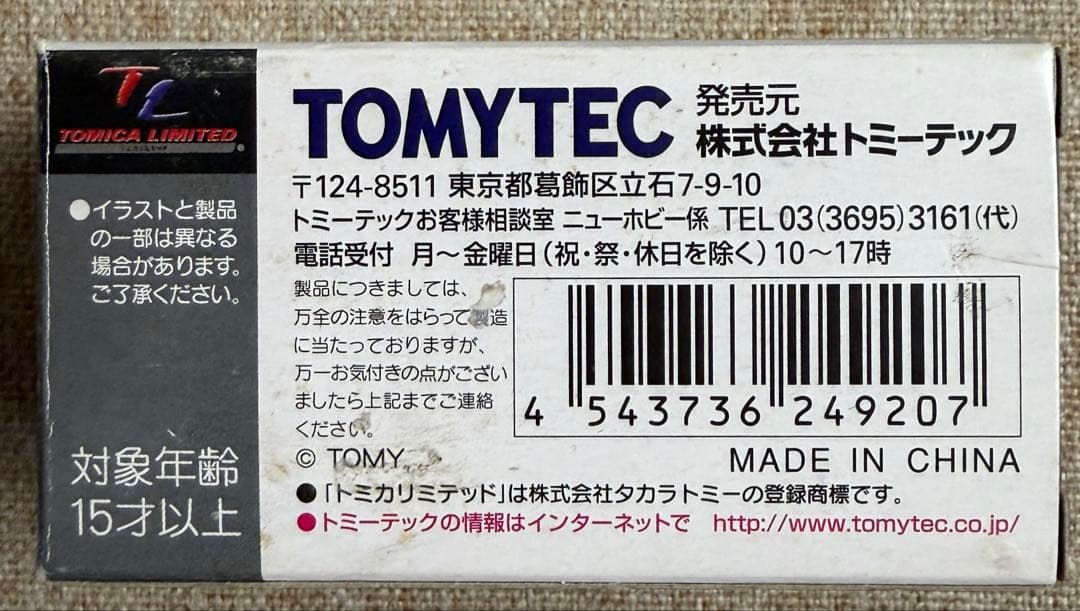 TL
TOMICA LIMITED
●イラストと製品
の一部は異なる
場合があります。
ご了承ください。
対象年齢
15才以上
TOMYTEC
発売元
株式会社トミーテック
〒124-8511 東京都葛飾区立石7-9-10
トミーテックお客様相談室 ニューホビー係 TEL 03(3695)3161(代)
電話受付 月～金曜日(祝・祭・休日を除く)10～17時
製品につきましては、
万全の注意をはらって製造
に当たっておりますが、
万一お気付きの点がござい
ましたら上記までご連絡
ください。
4 543736 249207
© TOMY
MADE IN CHINA
●「トミカリミテッド」は株式会社タカラトミーの登録商標です。
●トミーテックの情報はインターネットで http://www.tomytec.co.jp/